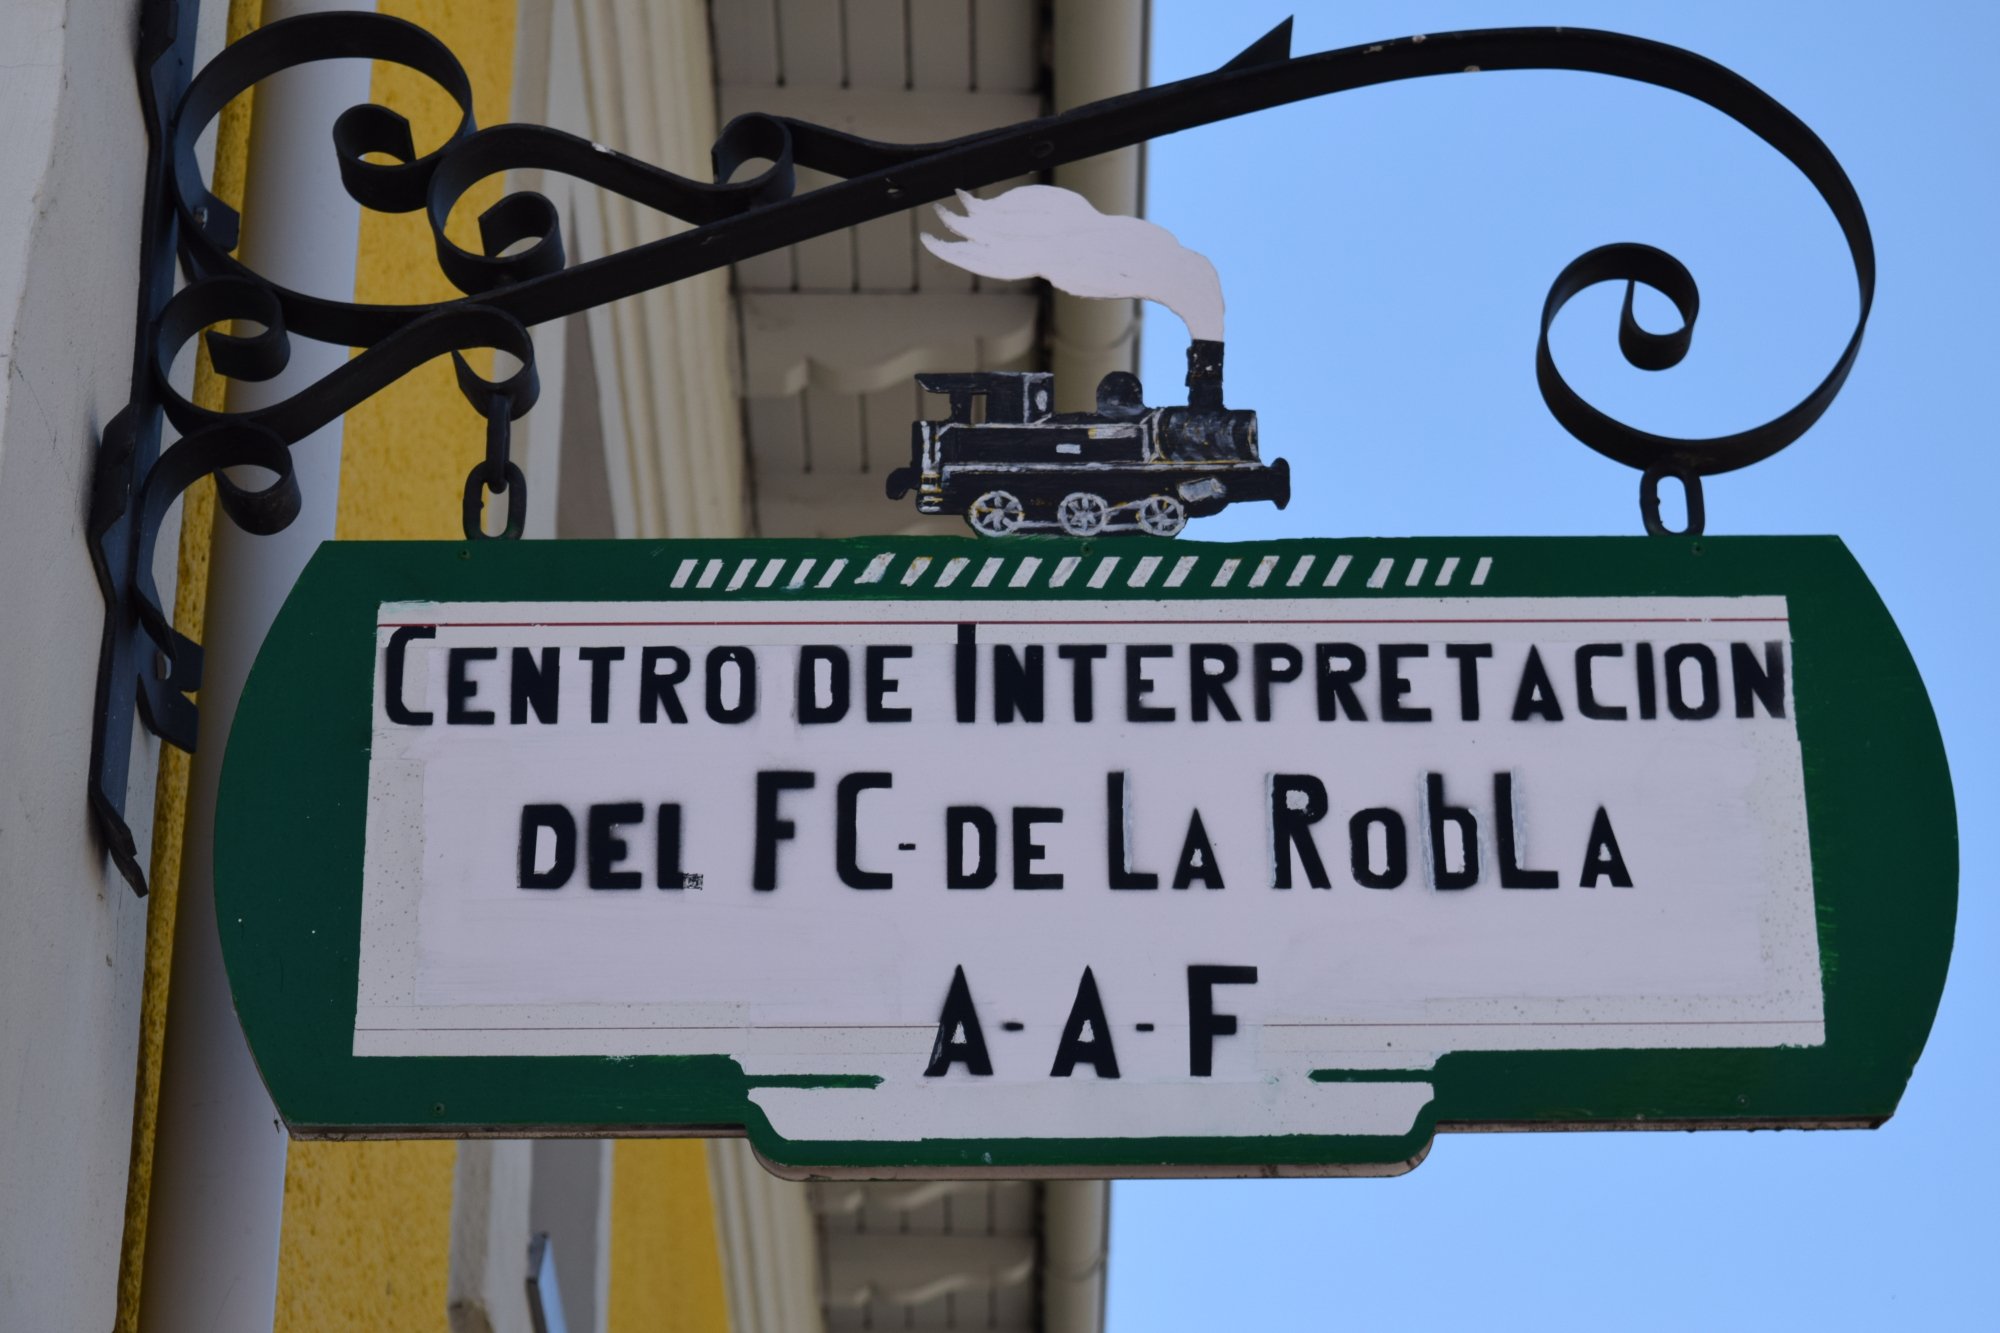 CENTRO DE INTERPRETACION
DEL FC- DE LA RObLA
A-A-F